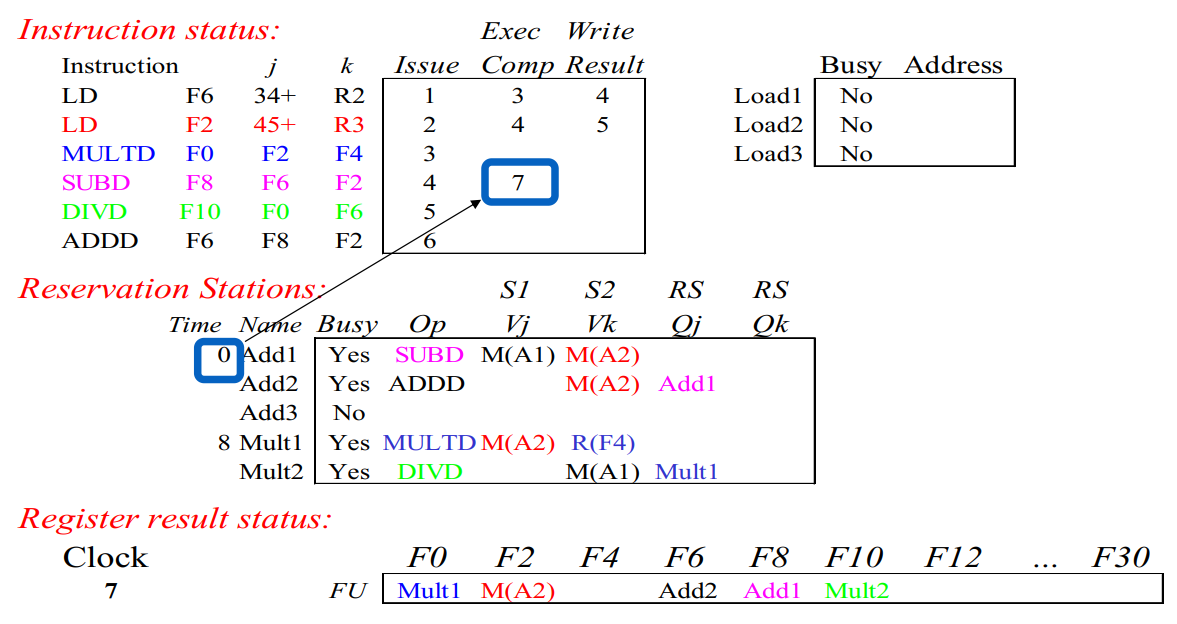 Instruction status: Exec Write
Instruction j k Issue Comp Result Busy Address
LD F6 34+ R2 1 3 4 Load1 No
LD F2 45+ R3 2 4 5 Load2 No
MULTD F0 F2 F4 3 Load3 No
SUBD F8 F6 F2 4 7
DIVD F10 F0 F6 5
ADDD F6 F8 F2 6
Reservation Stations: S1 S2 RS RS
Time Name Busy Op Vj Vk Qj Qk
0 Add1 Yes SUBD M(A1) M(A2)
Add2 Yes ADDD M(A2) Add1
Add3 No
8 Mult1 Yes MULTD M(A2) R(F4)
Mult2 Yes DIVD M(A1) Mult1
Register result status:
Clock F0 F2 F4 F6 F8 F10 F12 ... F30
7 FU Mult1 M(A2) Add2 Add1 Mult2